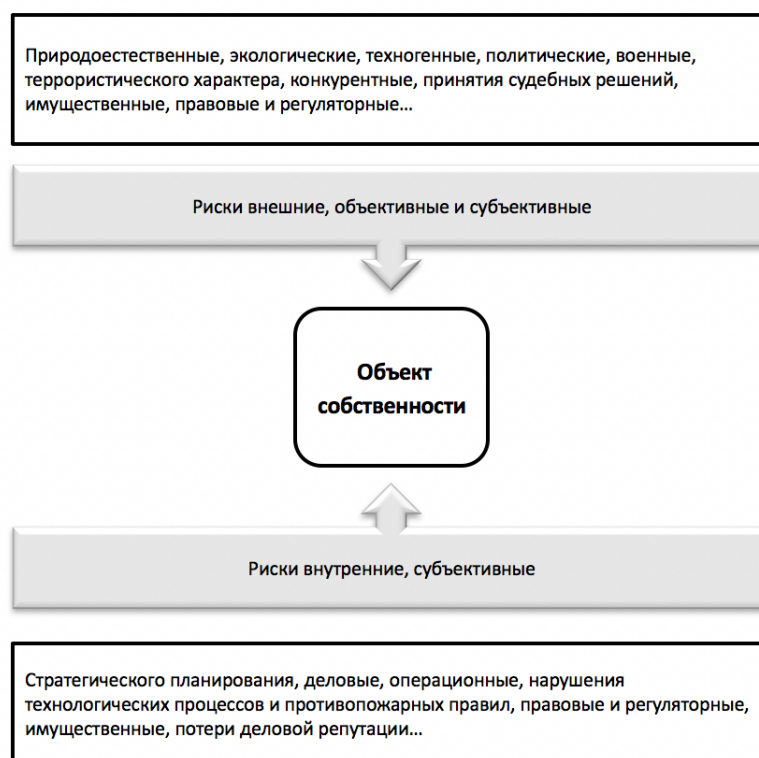 Природоестественные, экологические, техногенные, политические, военные,
террористического характера, конкурентные, принятия судебных решений,
имущественные, правовые и регуляторные…
Риски внешние, объективные и субъективные
Объект
собственности
Риски внутренние, субъективные
Стратегического планирования, деловые, операционные, нарушения
технологических процессов и противопожарных правил, правовые и регуляторные,
имущественные, потери деловой репутации…